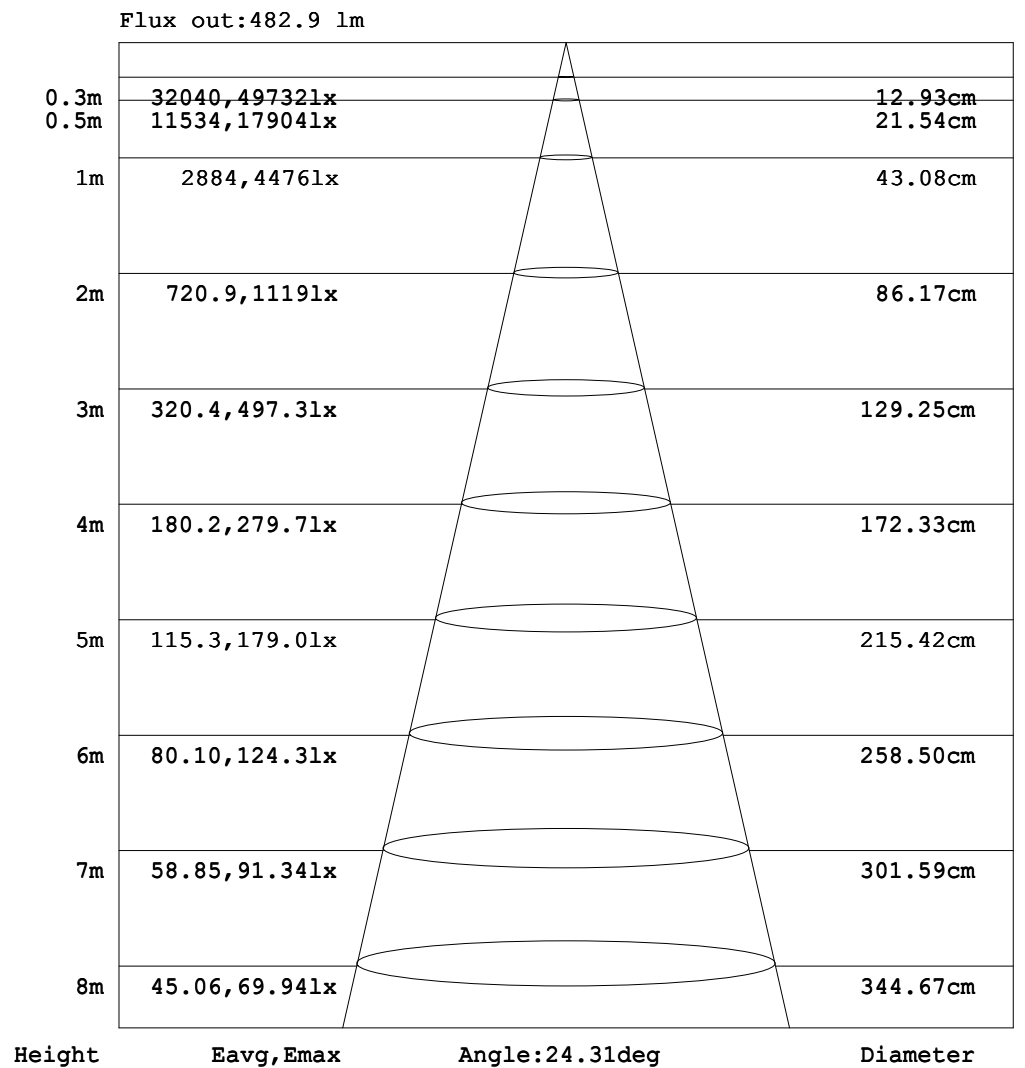 Flux out:482.9 lm
0.3m 32040,49732lx 12.93cm
0.5m 11534,17904lx 21.54cm
1m 2884,4476lx 43.08cm
2m 720.9,1119lx 86.17cm
3m 320.4,497.3lx 129.25cm
4m 180.2,279.7lx 172.33cm
5m 115.3,179.0lx 215.42cm
6m 80.10,124.3lx 258.50cm
7m 58.85,91.34lx 301.59cm
8m 45.06,69.94lx 344.67cm
Height Eavg,Emax Angle:24.31deg Diameter